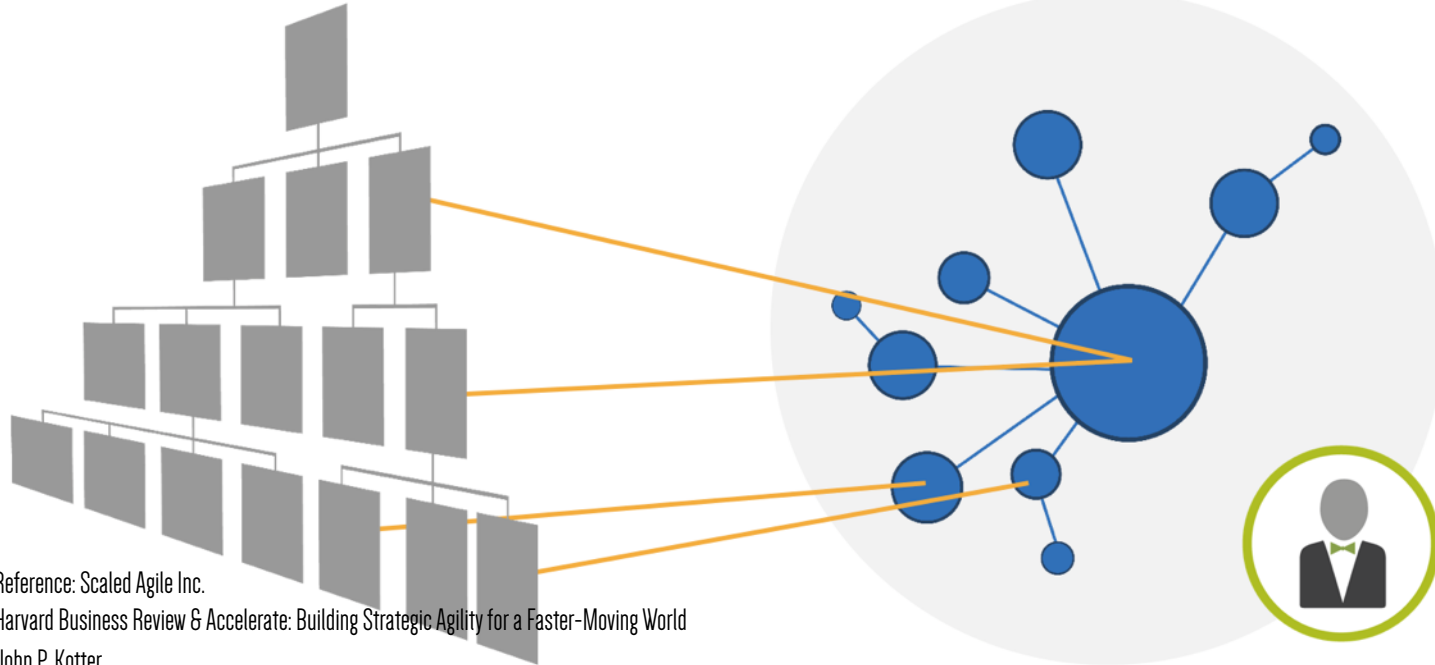 Reference: Scaled Agile Inc.
Harvard Business Review & Accelerate: Building Strategic Agility for a Faster-Moving World
John P. Kotter